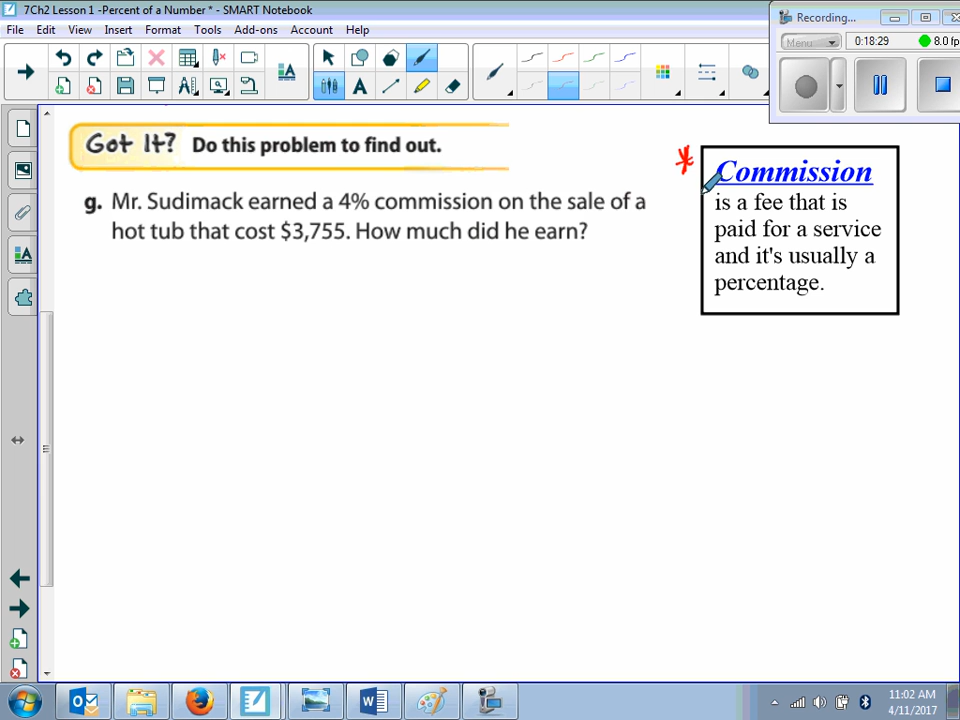 7Ch2 Lesson 1 -Percent of a Number * - SMART Notebook
File Edit View Insert Format Tools Add-ons Account Help
Recording...
Menu
0:18:29
8.0 fp
Got It? Do this problem to find out.
g. Mr. Sudimack earned a 4% commission on the sale of a
hot tub that cost $3,755. How much did he earn?
*
Commission
is a fee that is
paid for a service
and it's usually a
percentage.
11:02 AM
4/11/2017